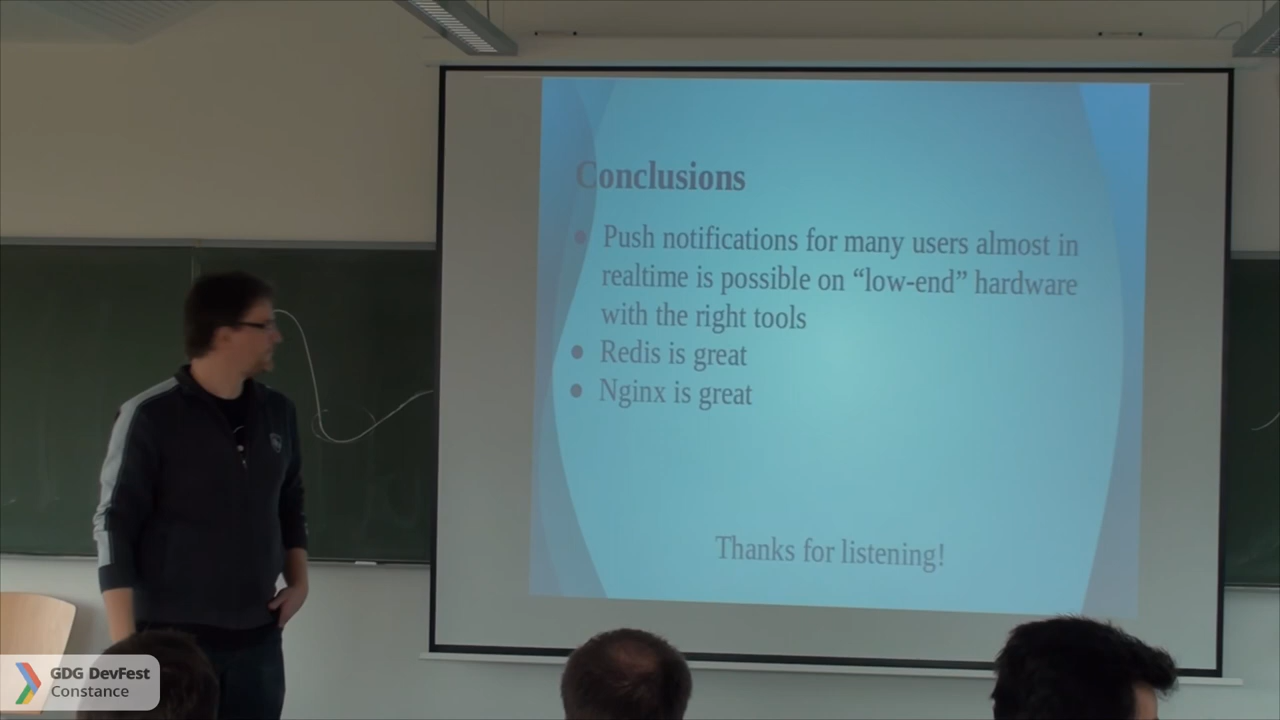 Conclusions
Push notifications for many users almost in
realtime is possible on “low-end” hardware
with the right tools
Redis is great
Nginx is great
Thanks for listening!
GDG DevFest
Constance